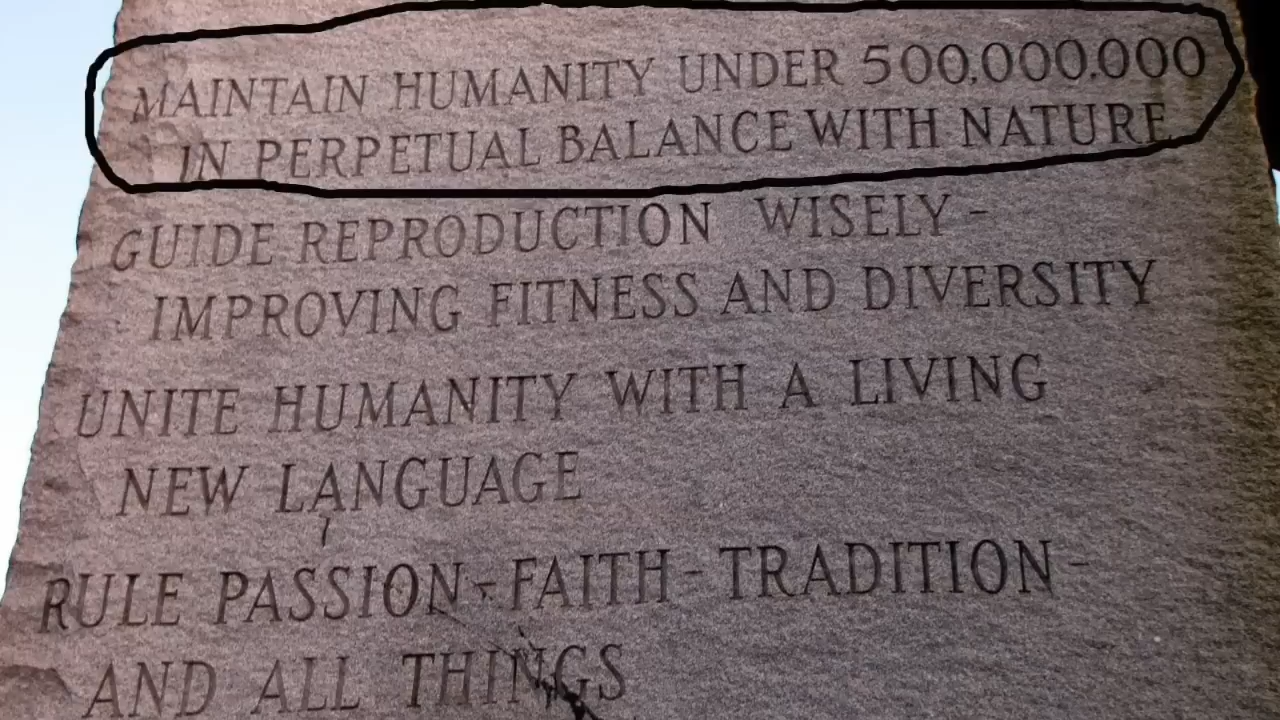 MAINTAIN HUMANITY UNDER 500,000,000
IN PERPETUAL BALANCE WITH NATURE
GUIDE REPRODUCTION WISELY -
IMPROVING FITNESS AND DIVERSITY
UNITE HUMANITY WITH A LIVING
NEW LANGUAGE
RULE PASSION - FAITH - TRADITION -
AND ALL THINGS